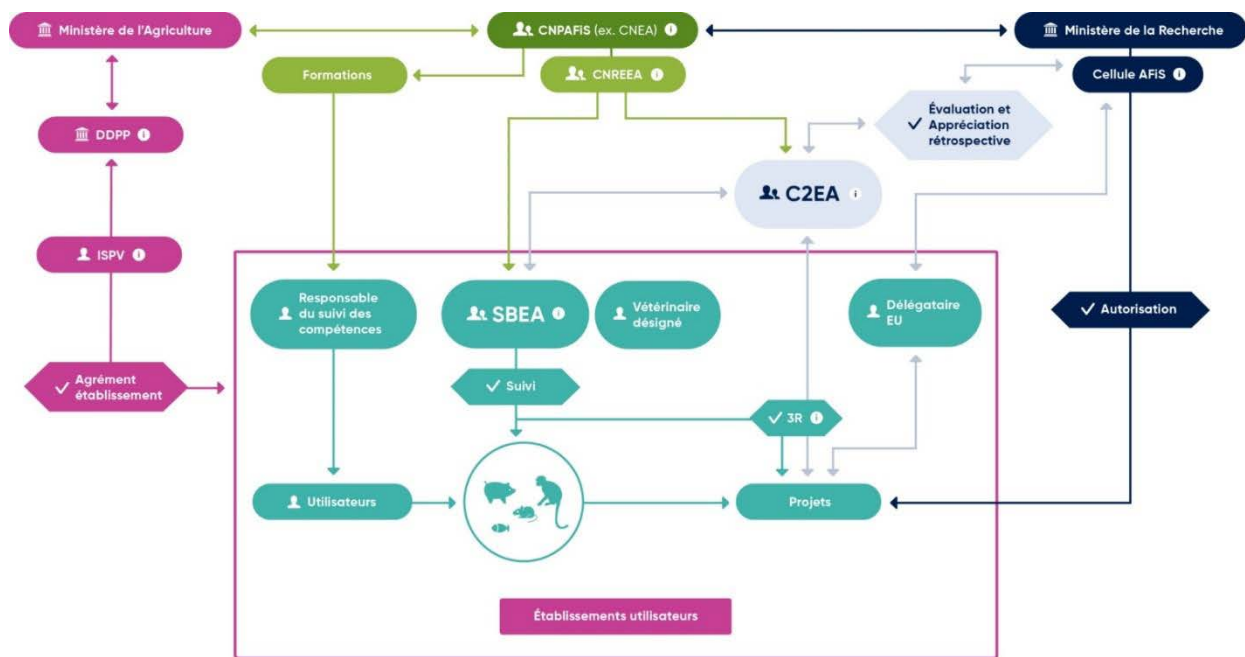 Ministère de l'Agriculture
CNPAFiS (ex. CNEA) i
Ministère de la Recherche
Formations
CNREEA i
Cellule AFiS i
DDPP i
Évaluation et
Appréciation
rétrospective
C2EA i
ISPV i
Responsable
du suivi des
compétences
SBEA i
Vétérinaire
désigné
Délégataire
EU
Autorisation
Agrément
établissement
Suivi
3R i
Utilisateurs
Projets
Établissements utilisateurs